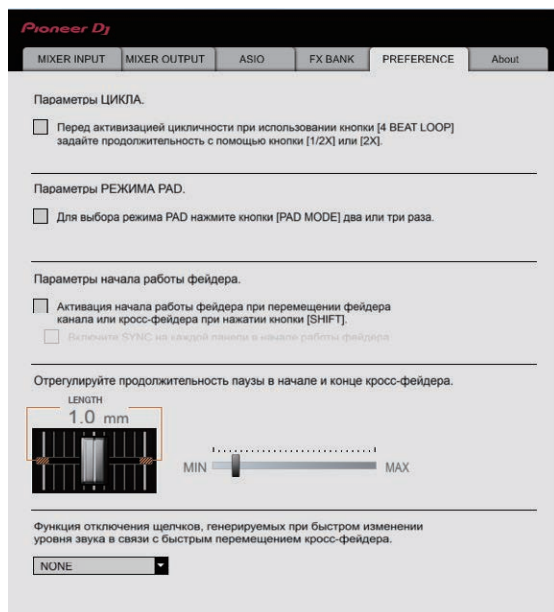 Pioneer Dj
MIXER INPUT MIXER OUTPUT ASIO FX BANK PREFERENCE About
Параметры ЦИКЛА.
Перед активизацией цикличности при использовании кнопки [4 BEAT LOOP]
задайте продолжительность с помощью кнопки [1/2X] или [2X].
Параметры РЕЖИМА PAD.
Для выбора режима PAD нажмите кнопки [PAD MODE] два или три раза.
Параметры начала работы фейдера.
Активация начала работы фейдера при перемещении фейдера
канала или кросс-фейдера при нажатии кнопки [SHIFT].
Включити SYNC на каждой панели в начале работы фейдера
Отрегулируйте продолжительность паузы в начале и конце кросс-фейдера.
LENGTH
1.0 mm
MIN MAX
Функция отключения щелчков, генерируемых при быстром изменении
уровня звука в связи с быстрым перемещением кросс-фейдера.
NONE